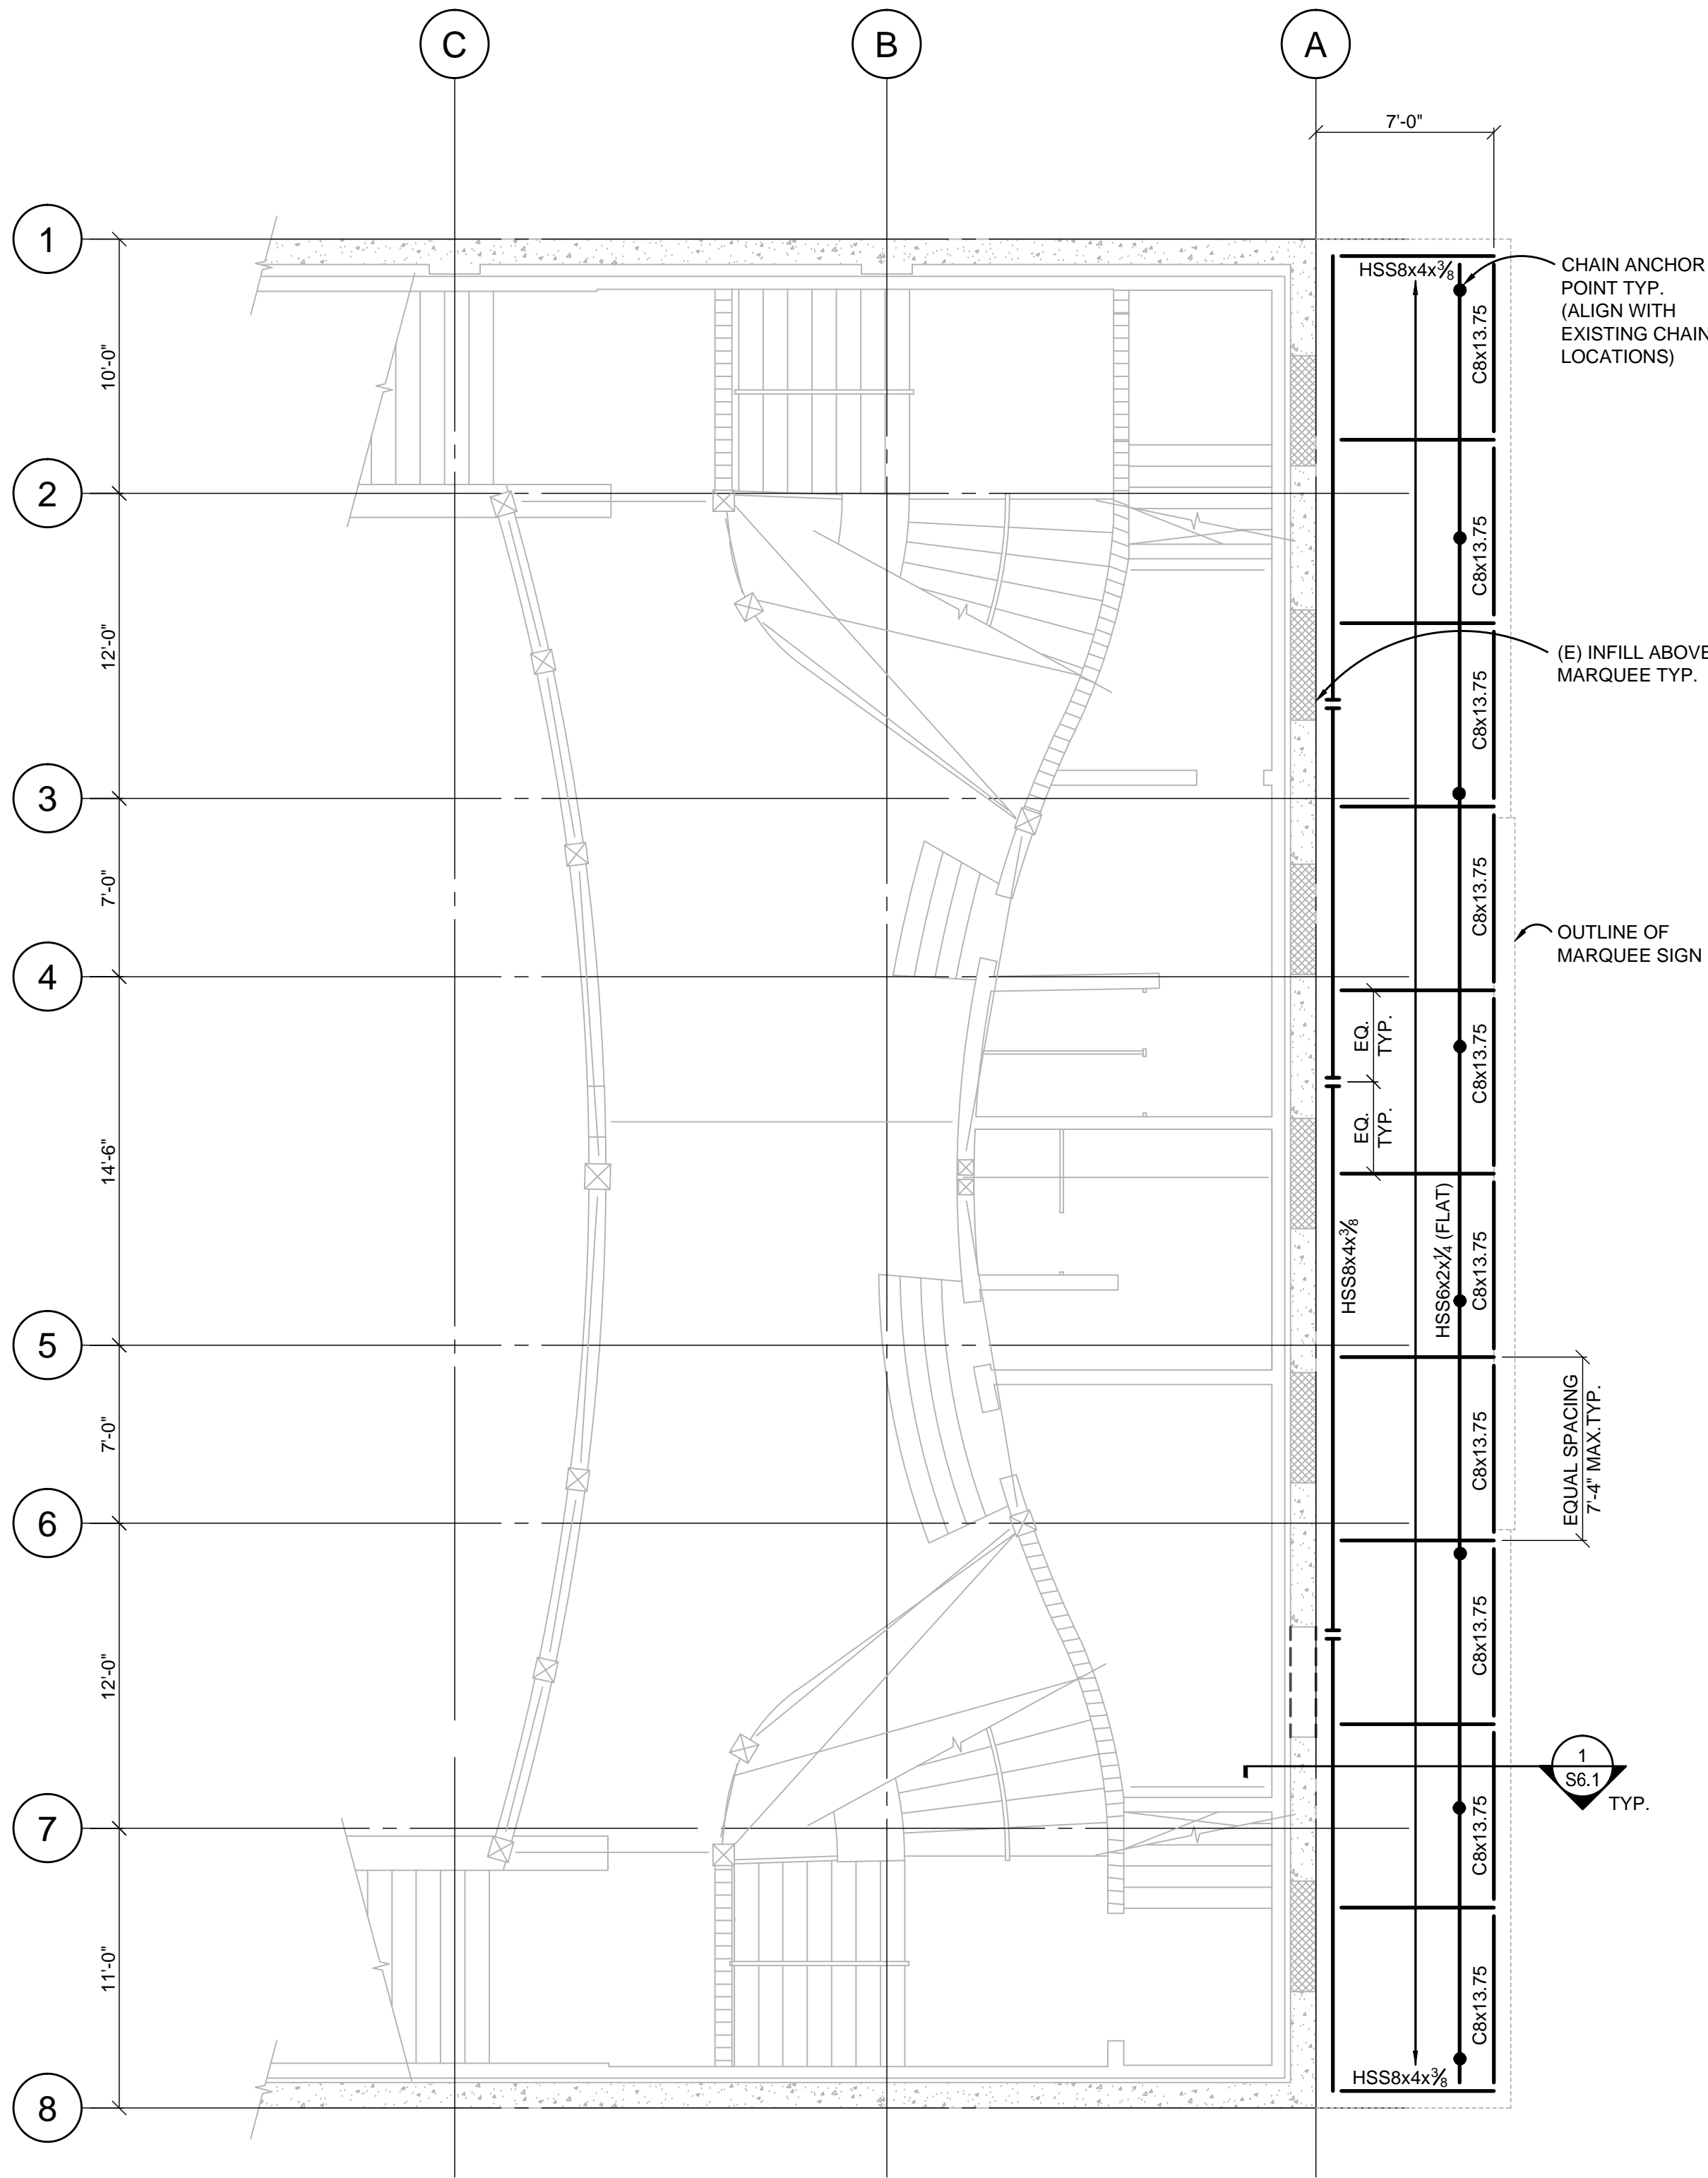 C
B
A
7'-0"
1
HSS8x4x⅜
CHAIN ANCHOR
POINT TYP.
(ALIGN WITH
EXISTING CHAIN
LOCATIONS)
C8x13.75
10'-0"
2
C8x13.75
12'-0"
(E) INFILL ABOVE
MARQUEE TYP.
C8x13.75
3
7'-0"
C8x13.75
OUTLINE OF
MARQUEE SIGN
4
EQ.
TYP.
C8x13.75
EQ.
TYP.
14'-6"
HSS8x4x⅜
HSS6x2x¼ (FLAT)
C8x13.75
5
7'-0"
C8x13.75
EQUAL SPACING
7'-4" MAX.TYP.
6
12'-0"
C8x13.75
1
S6.1
TYP.
7
C8x13.75
11'-0"
C8x13.75
HSS8x4x⅜
8